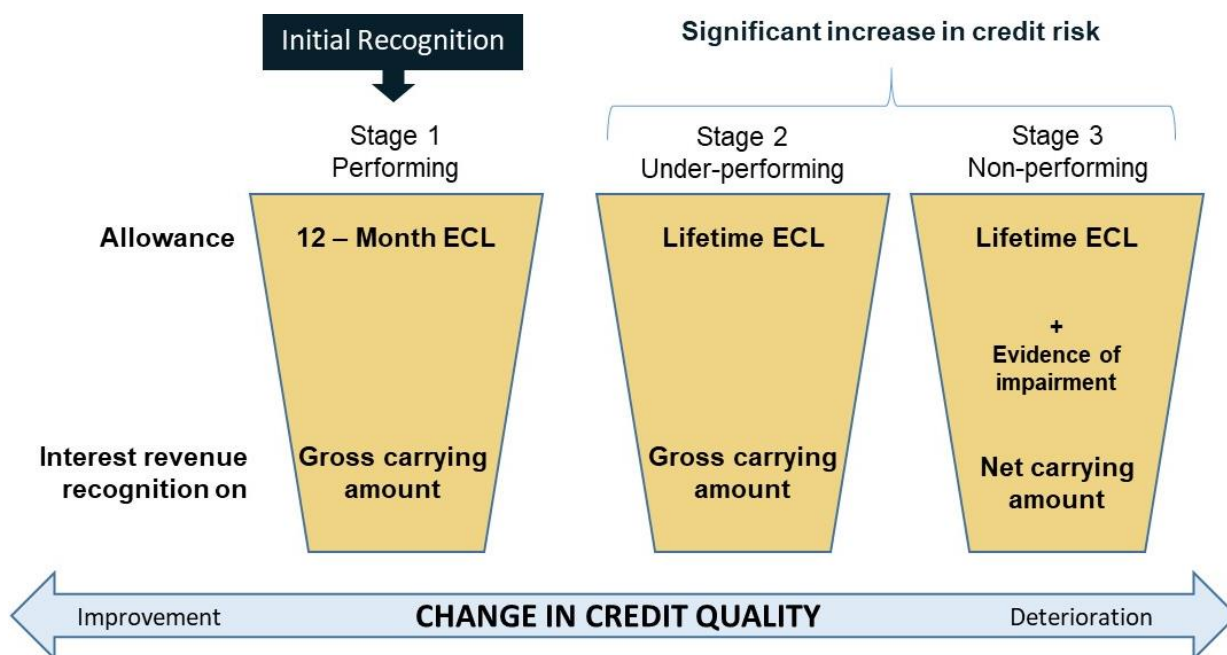 Initial Recognition
Significant increase in credit risk
Stage 1
Performing
Stage 2
Under-performing
Stage 3
Non-performing
Allowance
12 – Month ECL
Lifetime ECL
Lifetime ECL
+
Evidence of
impairment
Interest revenue
recognition on
Gross carrying
amount
Gross carrying
amount
Net carrying
amount
Improvement
CHANGE IN CREDIT QUALITY
Deterioration